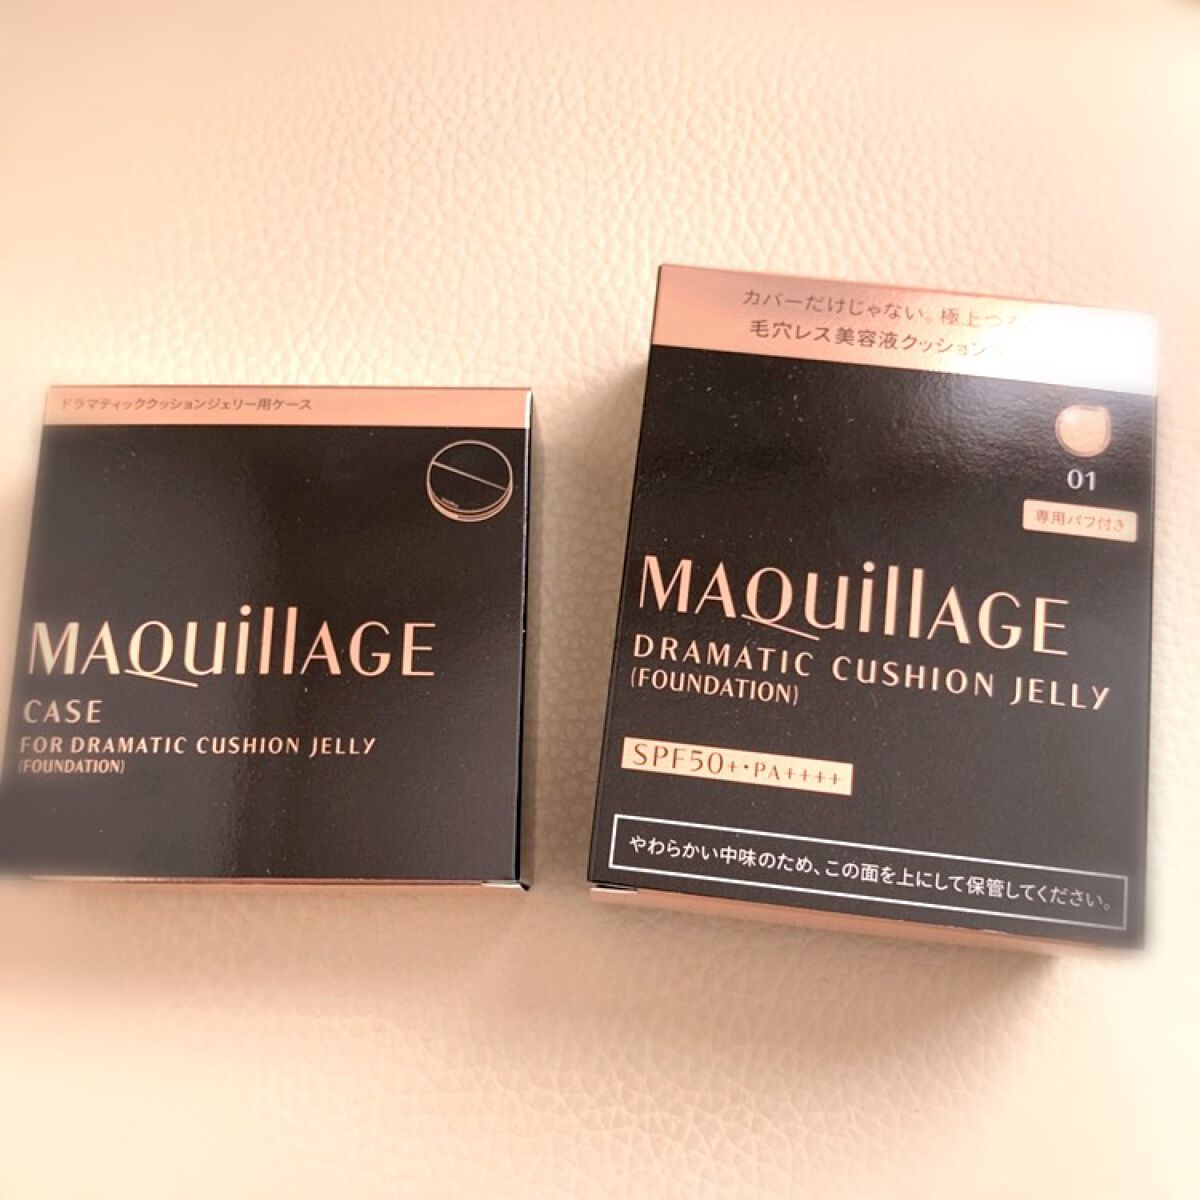 ドラマティッククッションジェリー用ケース
MAQuillAGE
CASE
FOR DRAMATIC CUSHION JELLY
(FOUNDATION)
カバーだけじゃない。極上つる
毛穴レス美容液クッション
01
専用パフ付き
MAQuillAGE
DRAMATIC CUSHION JELLY
(FOUNDATION)
SPF50+・PA++++
やわらかい中味のため、この面を上にして保管してください。